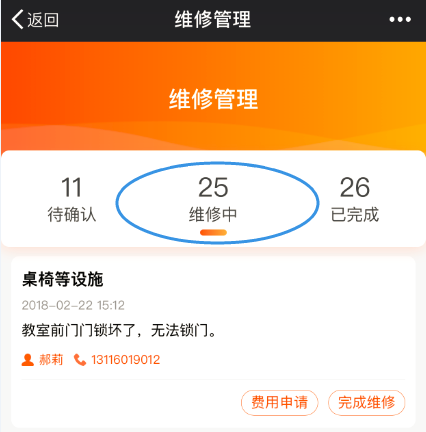 返回 维修管理
维修管理
11 25 26
待确认 维修中 已完成
桌椅等设施
2018-02-22 15:12
教室前门门锁坏了，无法锁门。
郝莉 13116019012
费用申请 完成维修